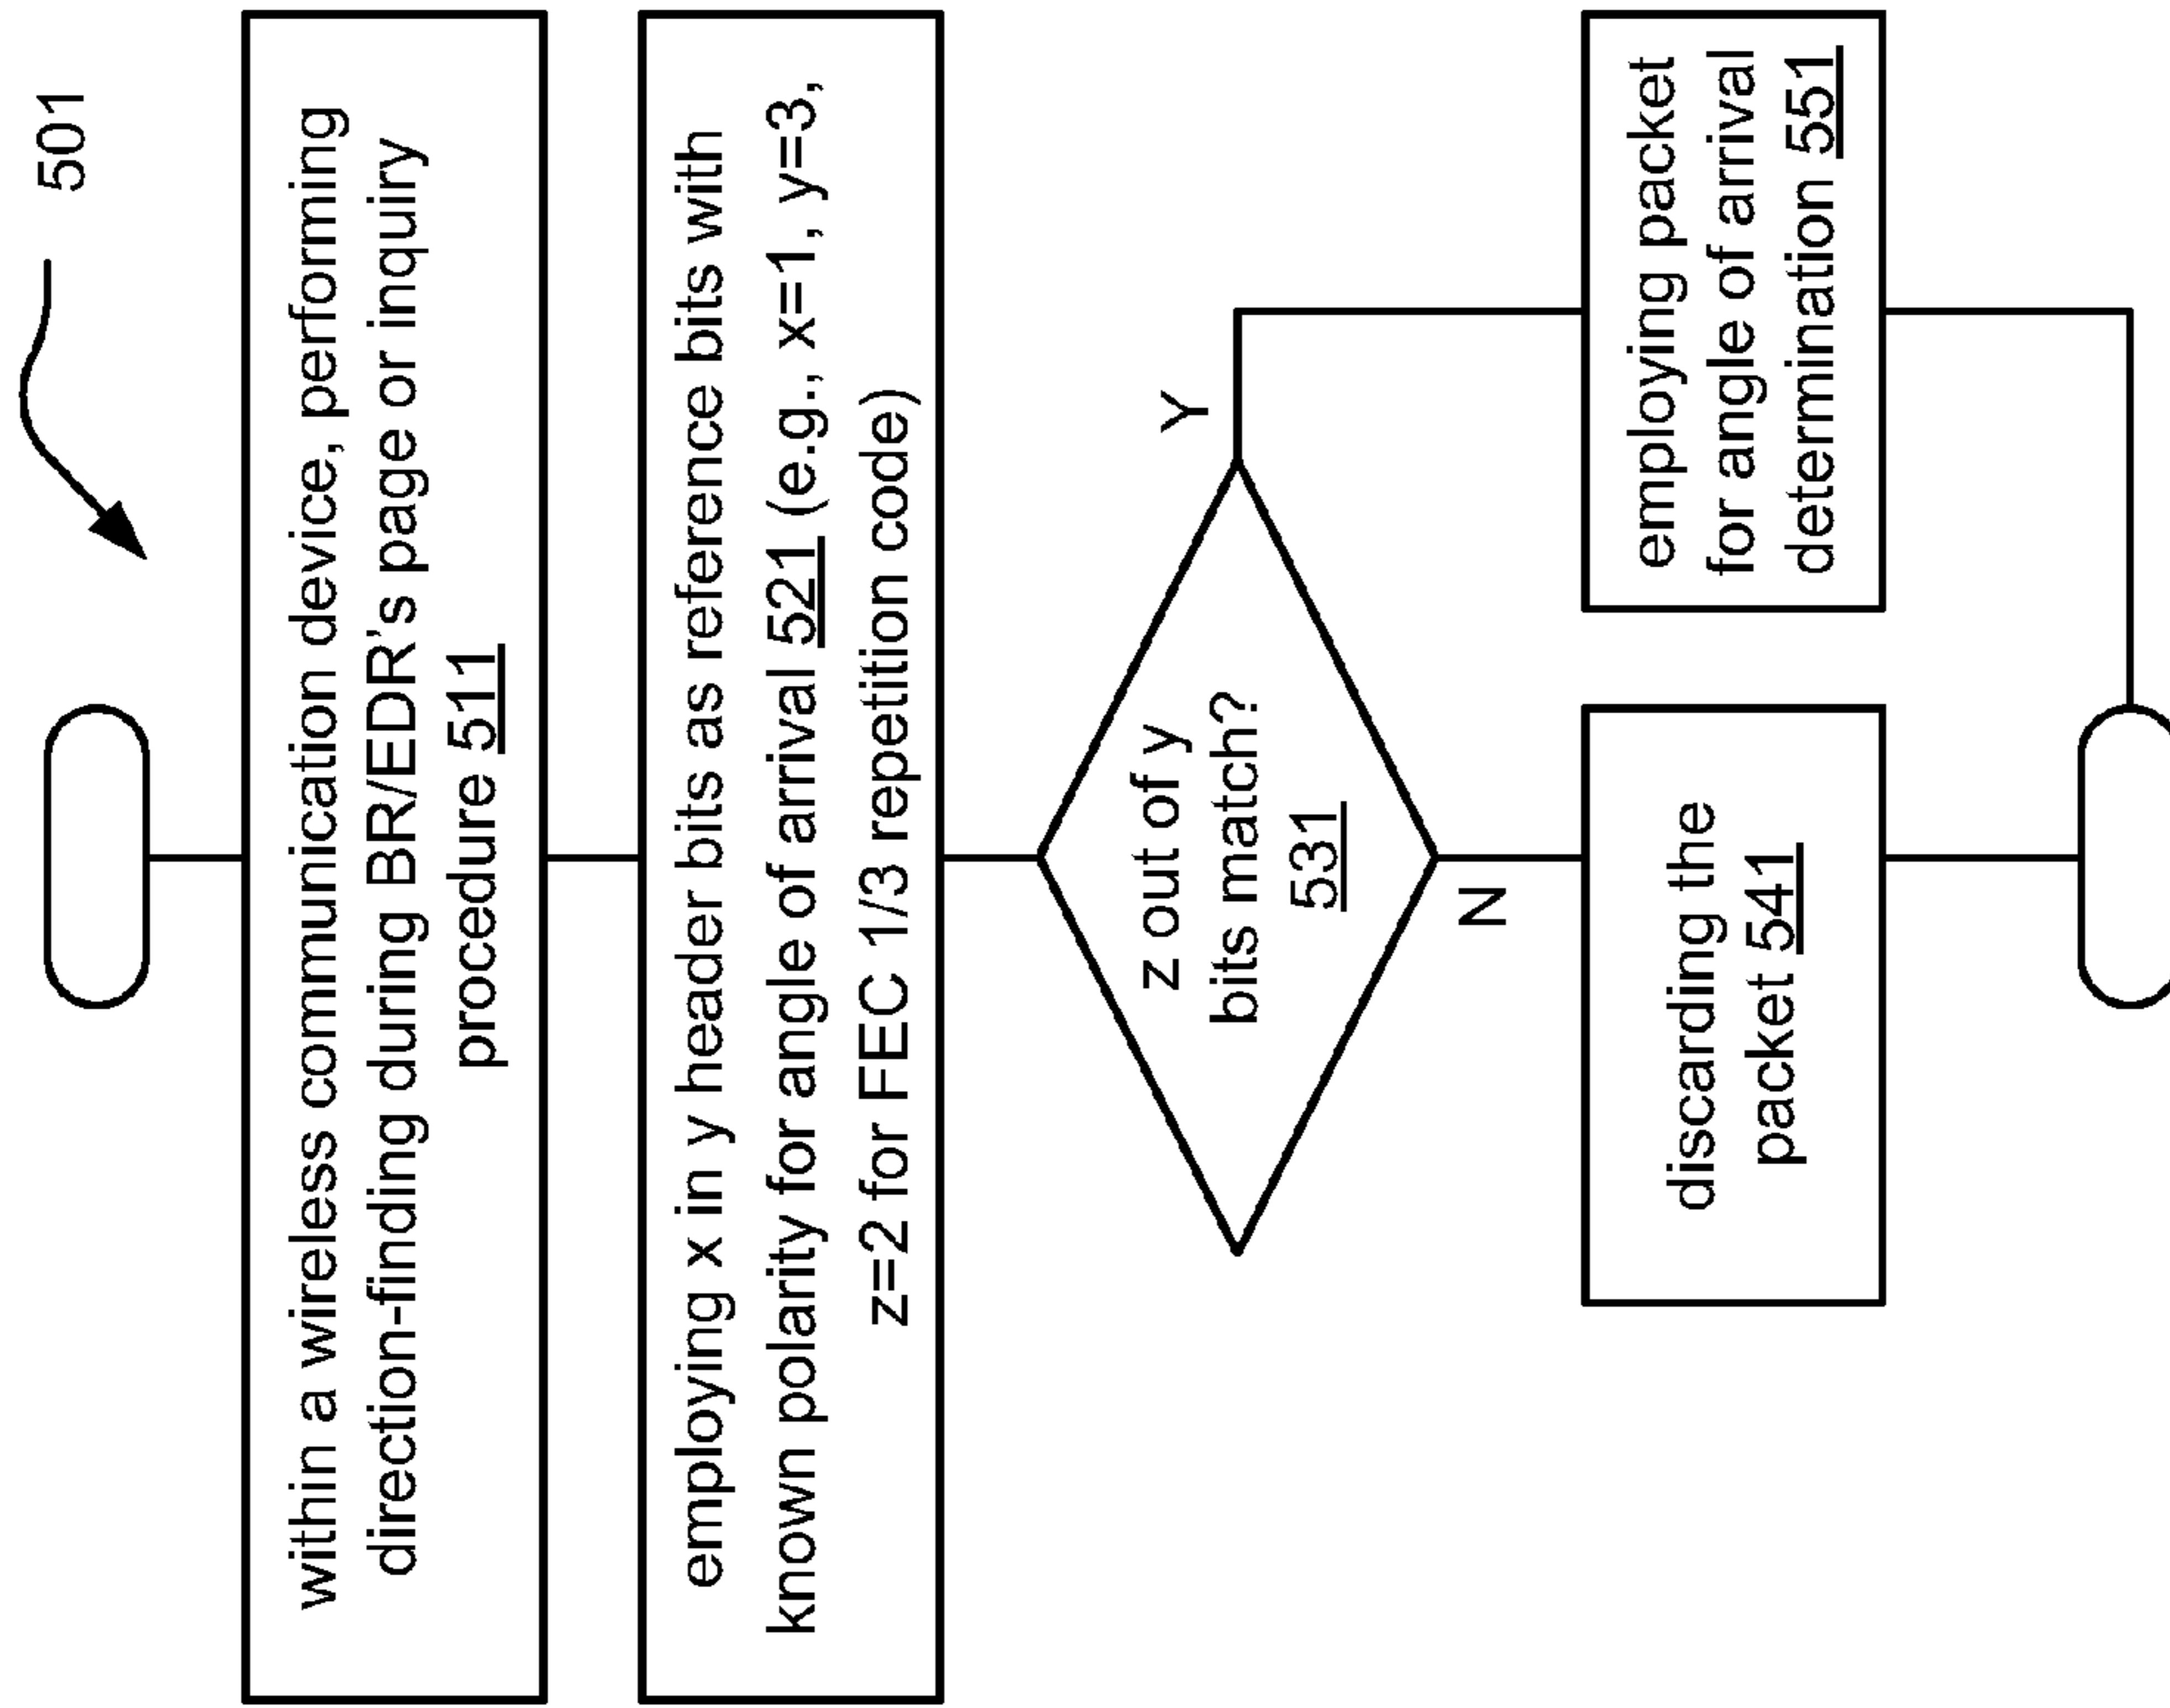 501
within a wireless communication device, performing
direction-finding during BR/EDR's page or inquiry
procedure 511
employing x in y header bits as reference bits with
known polarity for angle of arrival 521 (e.g., x=1, y=3,
z=2 for FEC 1/3 repetition code)
z out of y
bits match?
531
N
Y
discarding the
packet 541
employing packet
for angle of arrival
determination 551